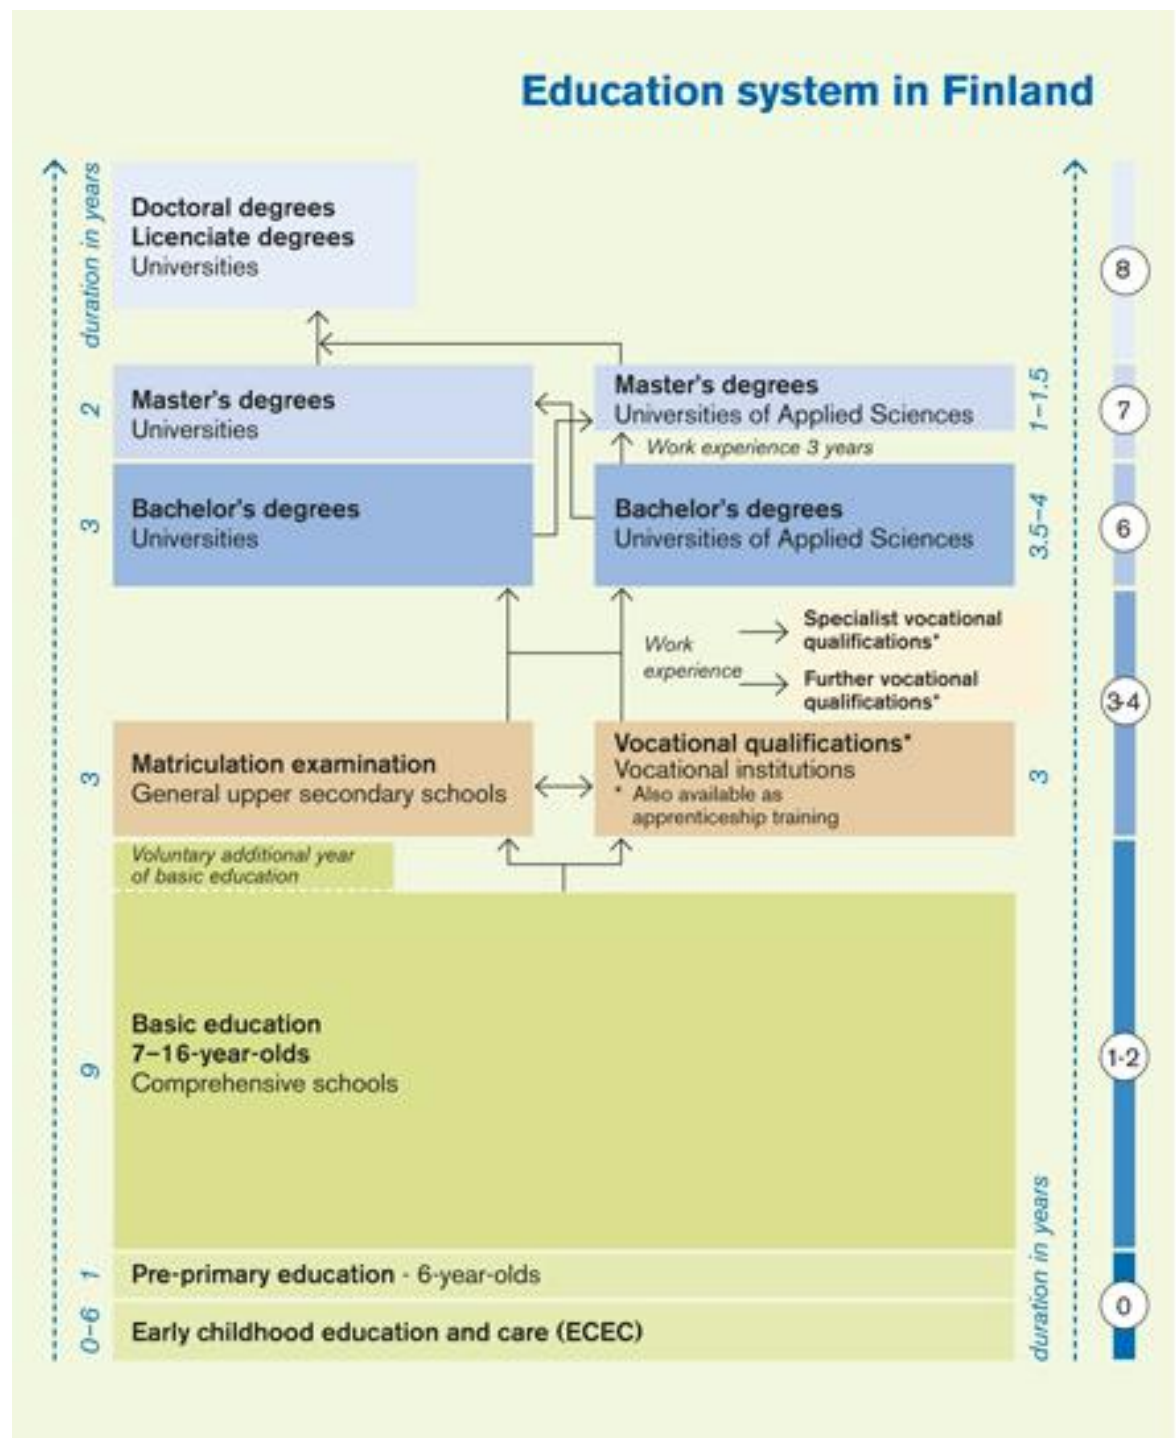 Education system in Finland
duration in years
Doctoral degrees
Licenciate degrees
Universities
8
2
Master's degrees
Universities
Master's degrees
Universities of Applied Sciences
1–1.5
7
Work experience 3 years
3
Bachelor's degrees
Universities
Bachelor's degrees
Universities of Applied Sciences
3.5–4
6
Work
experience
Specialist vocational
qualifications*
Further vocational
qualifications*
3-4
3
Matriculation examination
General upper secondary schools
Vocational qualifications*
Vocational institutions
* Also available as
apprenticeship training
3
Voluntary additional year
of basic education
9
Basic education
7–16-year-olds
Comprehensive schools
1-2
duration in years
1
Pre-primary education - 6-year-olds
0
0–6
Early childhood education and care (ECEC)